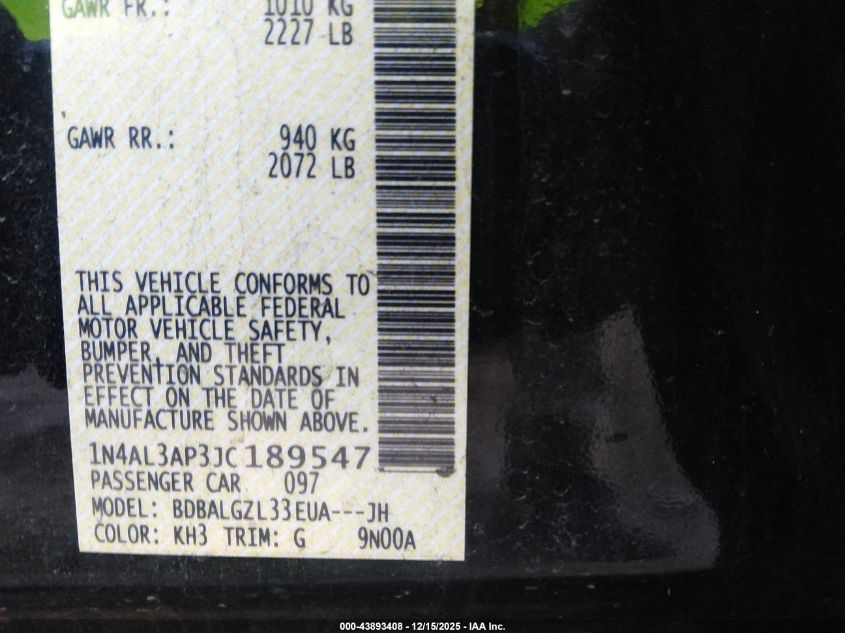 GAWR FR.: 1010 KG
2227 LB
GAWR RR.: 940 KG
2072 LB
THIS VEHICLE CONFORMS TO
ALL APPLICABLE FEDERAL
MOTOR VEHICLE SAFETY,
BUMPER, AND THEFT
PREVENTION STANDARDS IN
EFFECT ON THE DATE OF
MANUFACTURE SHOWN ABOVE.
1N4AL3AP3JC189547
PASSENGER CAR 097
MODEL: BDBALGZL33EUA---JH
COLOR: KH3 TRIM: G 9N00A
000-43893408 - 12/15/2025 - IAA Inc.